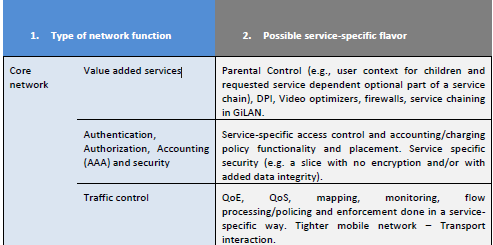 1. Type of network function
2. Possible service-specific flavor
Core
network
Value added services
Parental Control (e.g., user context for children and
requested service dependent optional part of a service
chain), DPI, Video optimizers, firewalls, service chaining
in GiLAN.
Authentication,
Authorization, Accounting
(AAA) and security
Service-specific access control and accounting/charging
policy functionality and placement. Service specific
security (e.g. a slice with no encryption and/or with
added data integrity).
Traffic control
QoE, QoS, mapping, monitoring, flow
processing/policing and enforcement done in a service-
specific way. Tighter mobile network – Transport
interaction.